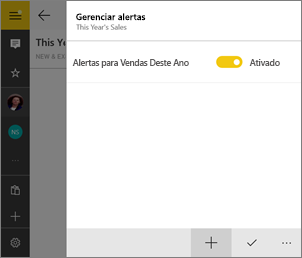 Gerenciar alertas
This Year's Sales
This Ye
NEW & EX
Alertas para Vendas Deste Ano
Ativado
NS